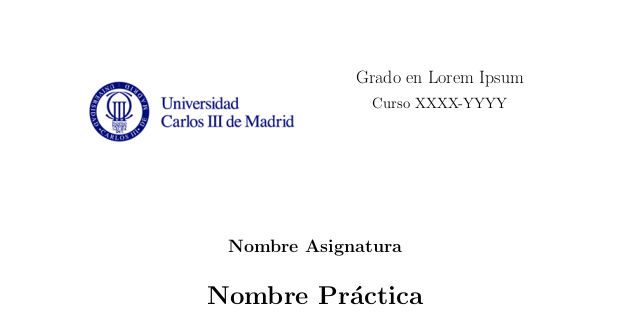 Universidad
Carlos III de Madrid
Grado en Lorem Ipsum
Curso XXXX-YYYY
Nombre Asignatura
Nombre Práctica